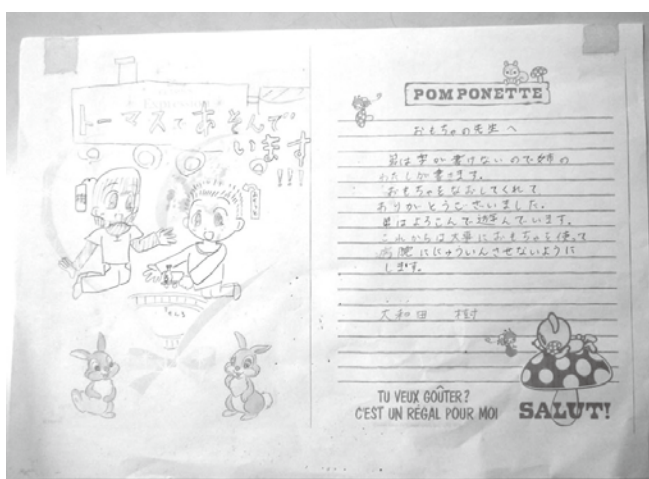 トーマスであそんで
います
!!!
POMPONETTE
おもちゃの先生へ
弟は字が書けないので姉の
わたしが書きます。
おもちゃをなおしてくれて
ありがとうございました。
弟はよろこんで遊んでいます。
これからは大事におもちゃを使って
病院ににゅういんさせないように
します。
大和田 樹
TU VEUX GOÛTER?
C'EST UN RÉGAL POUR MOI
SALUT!